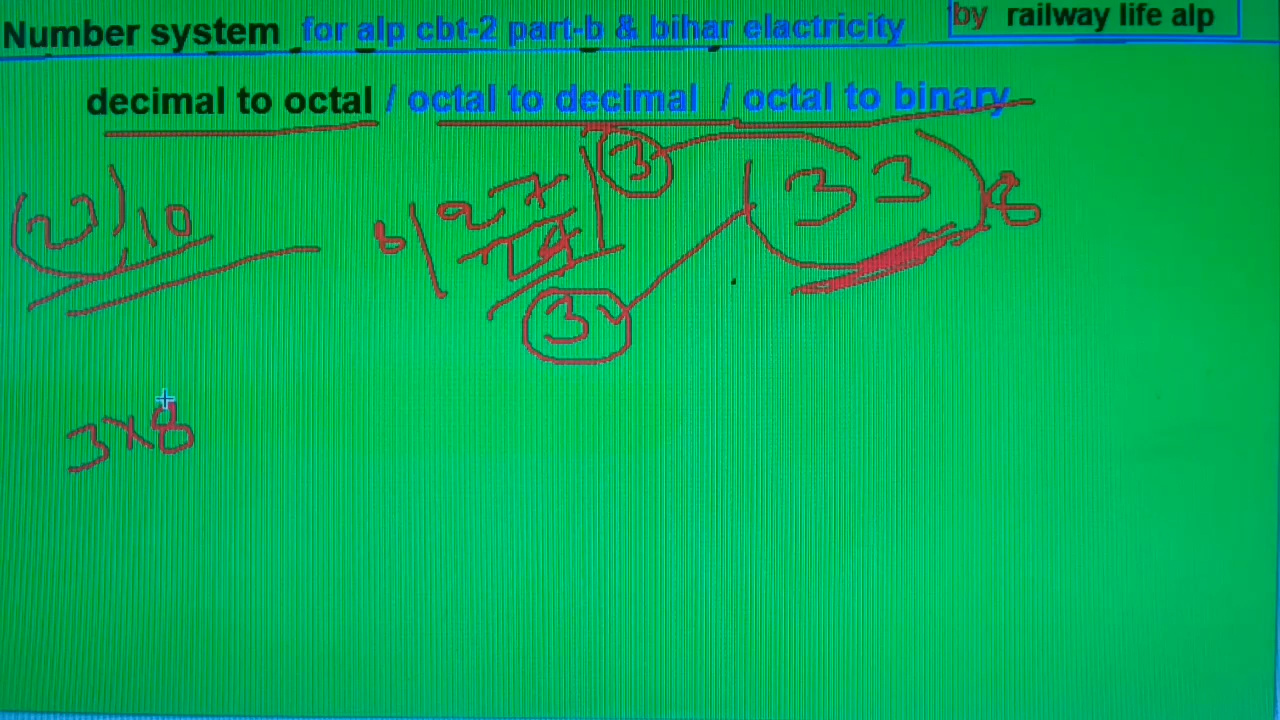 Number system for alp cbt-2 part-b & bihar elactricity by railway life alp
decimal to octal / octal to decimal / octal to binary
(27)10
8 27 3
24
3
(33)8
3×8